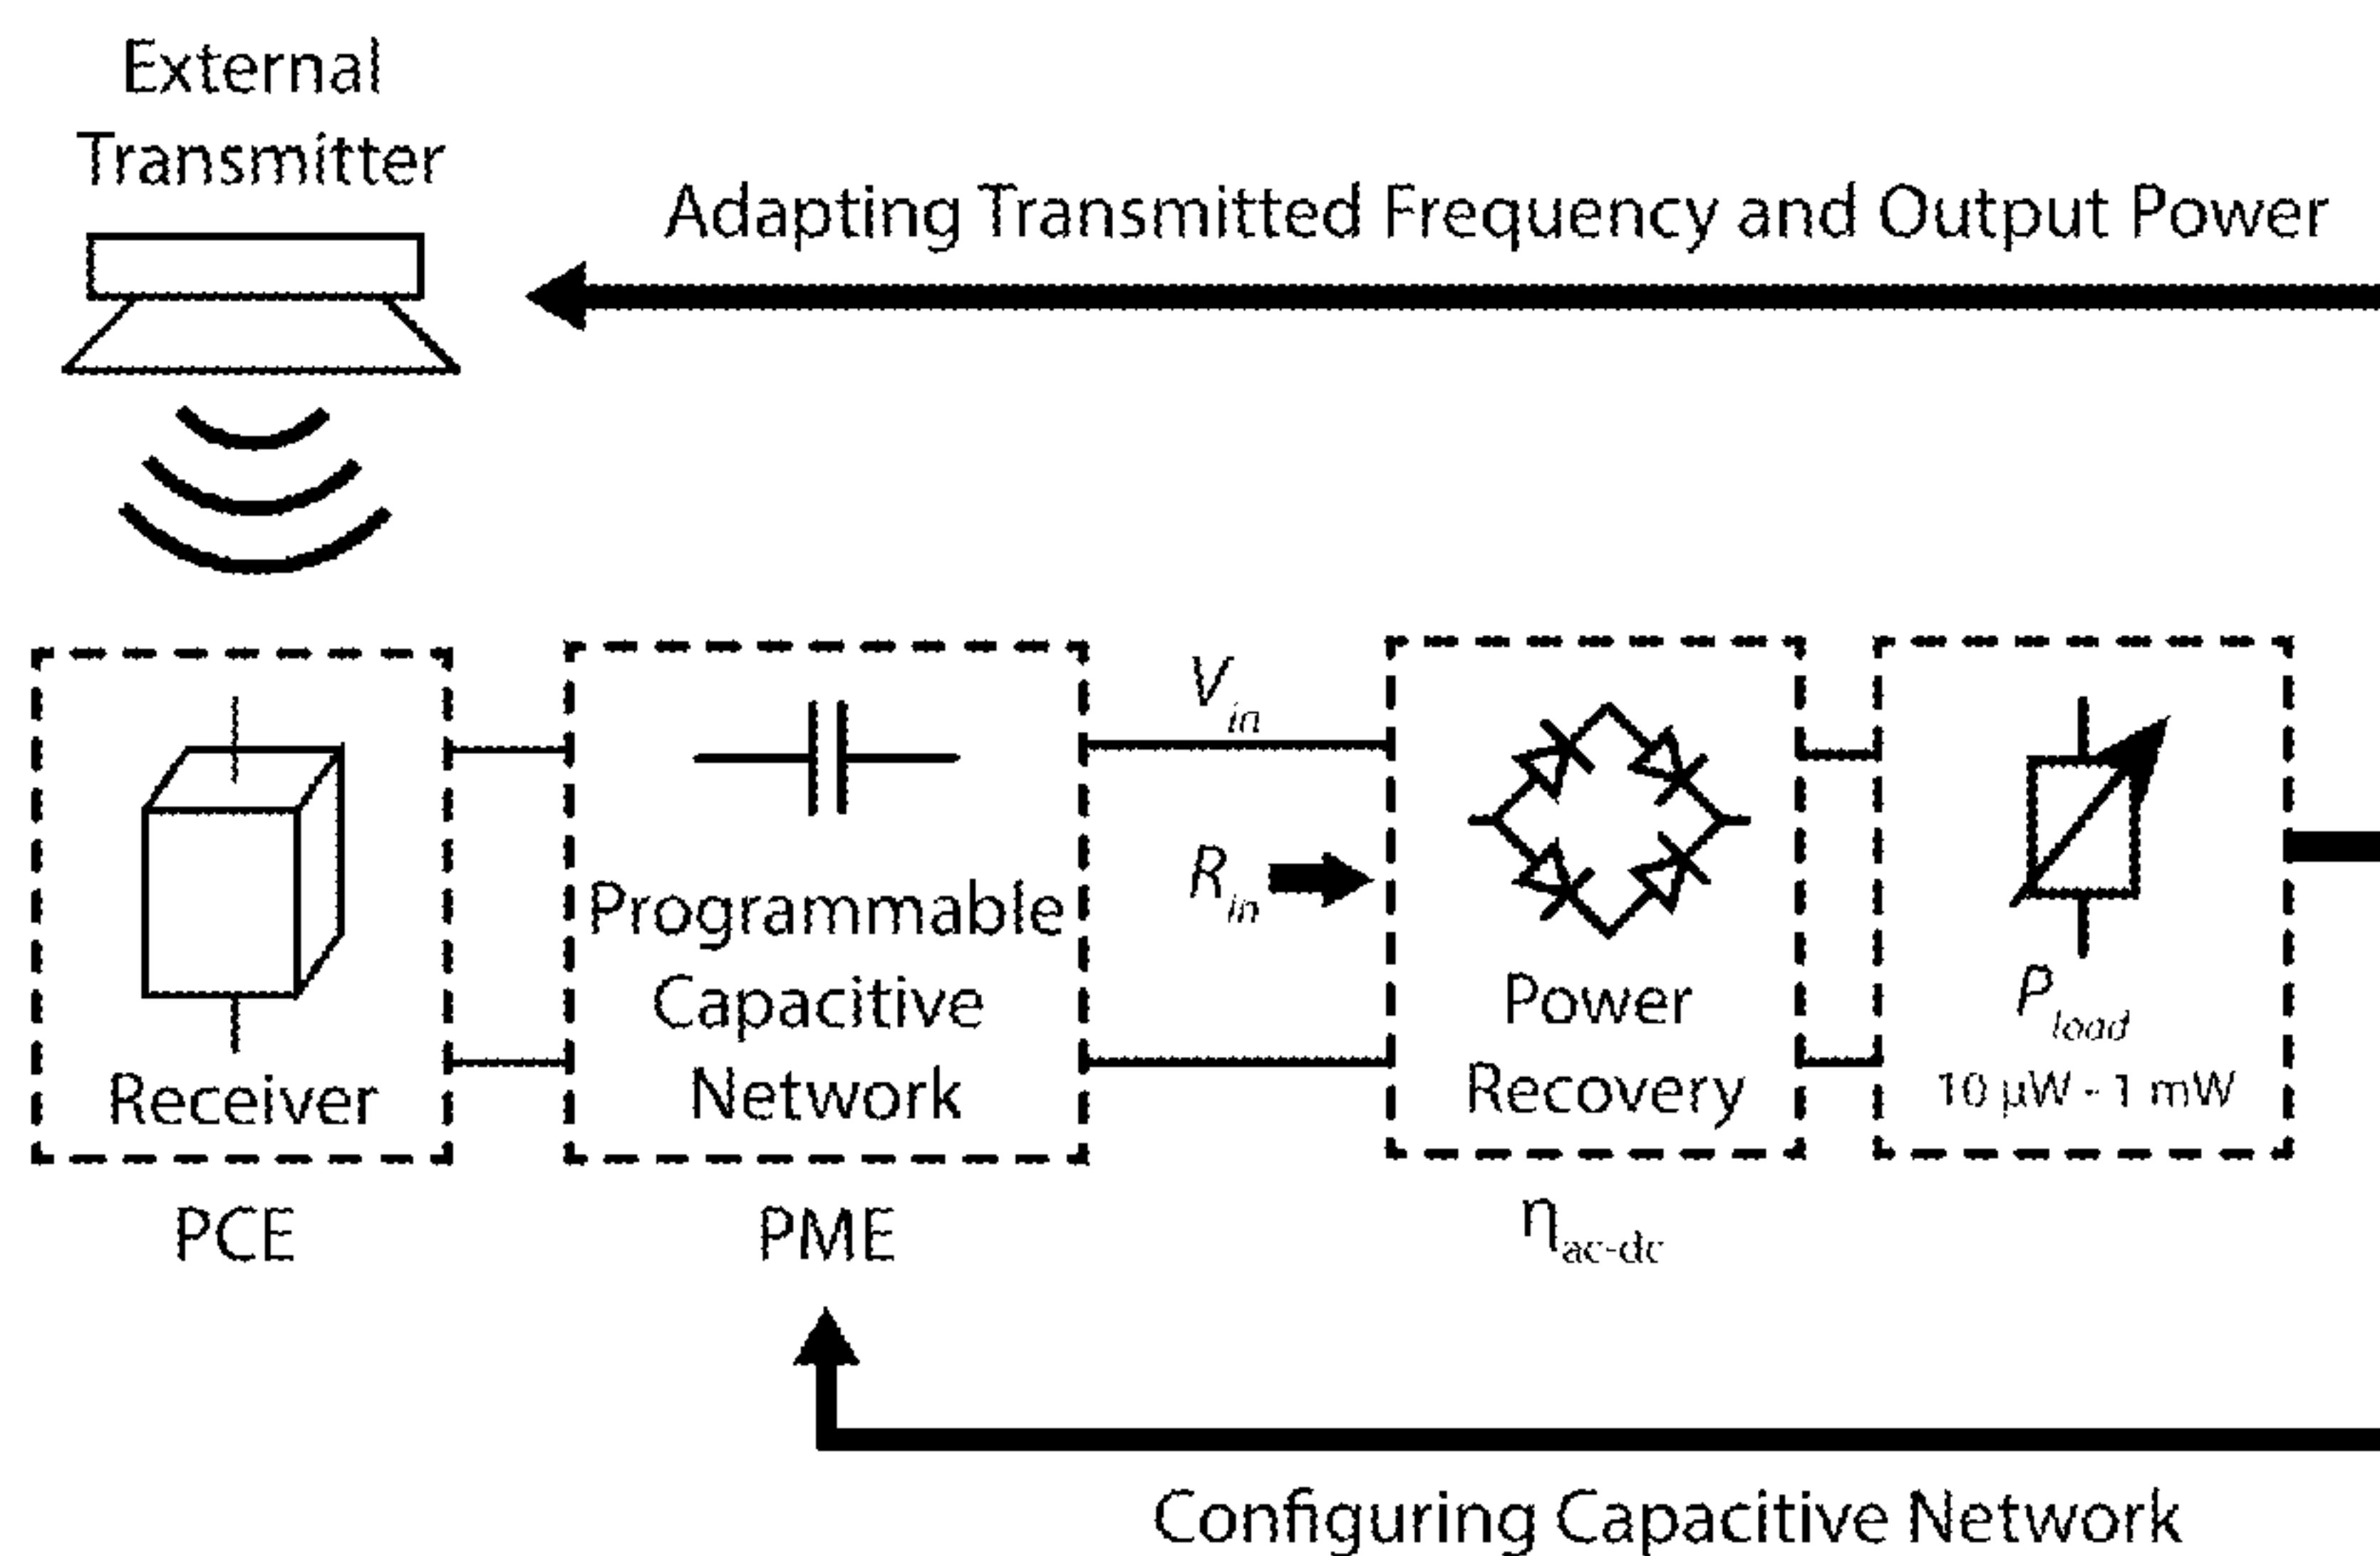 External
Transmitter
Adapting Transmitted Frequency and Output Power
V_in
R_in
Programmable
Capacitive
Network
Receiver
Power
Recovery
P_load
10 μW - 1 mW
PCE
PME
η_ac-dc
Configuring Capacitive Network